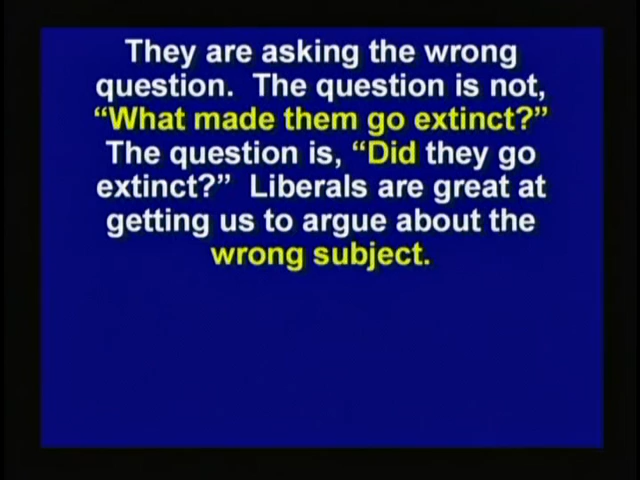 They are asking the wrong
question.  The question is not,
“What made them go extinct?”
The question is, “Did they go
extinct?”  Liberals are great at
getting us to argue about the
wrong subject.